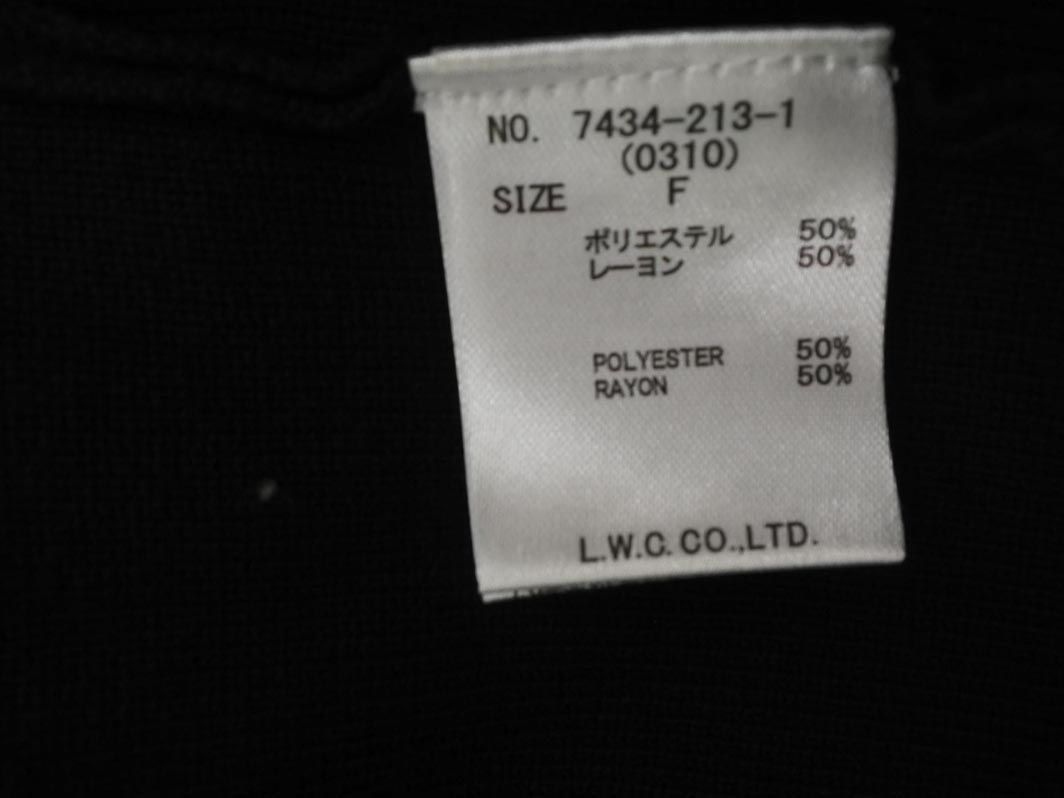 NO. 7434-213-1
(0310)
SIZE F
ポリエステル 50%
レーヨン 50%
POLYESTER 50%
RAYON 50%
L.W.C. CO.,LTD.